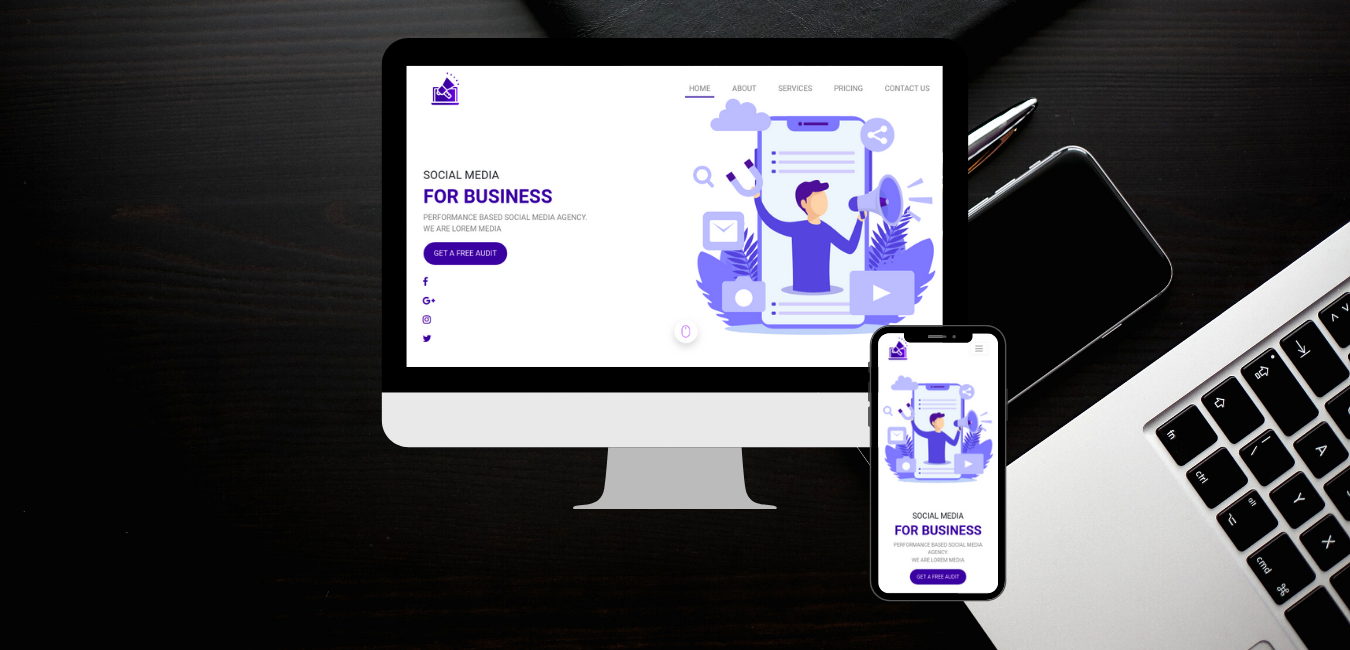 HOME
ABOUT
SERVICES
PRICING
CONTACT US
SOCIAL MEDIA
FOR BUSINESS
PERFORMANCE BASED SOCIAL MEDIA AGENCY.
WE ARE LOREM MEDIA
GET A FREE AUDIT
SOCIAL MEDIA
FOR BUSINESS
PERFORMANCE BASED SOCIAL MEDIA
AGENCY.
WE ARE LOREM MEDIA
GET A FREE AUDIT
fn
ctrl
alt
cmd
A
Y
X